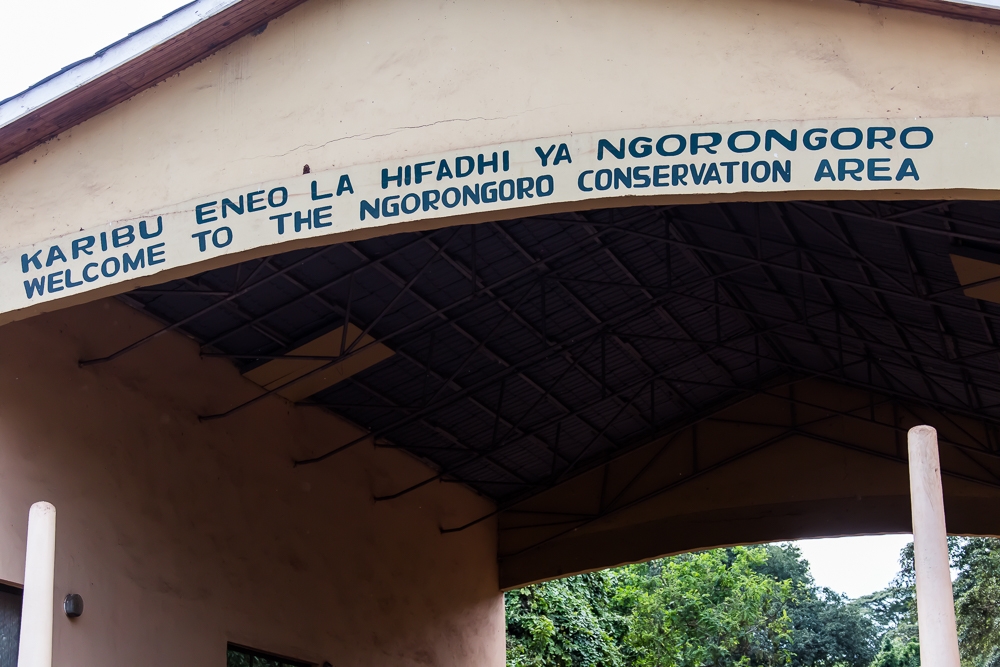 KARIBU ENEO LA HIFADHI YA NGORONGORO
WELCOME TO THE NGORONGORO CONSERVATION AREA